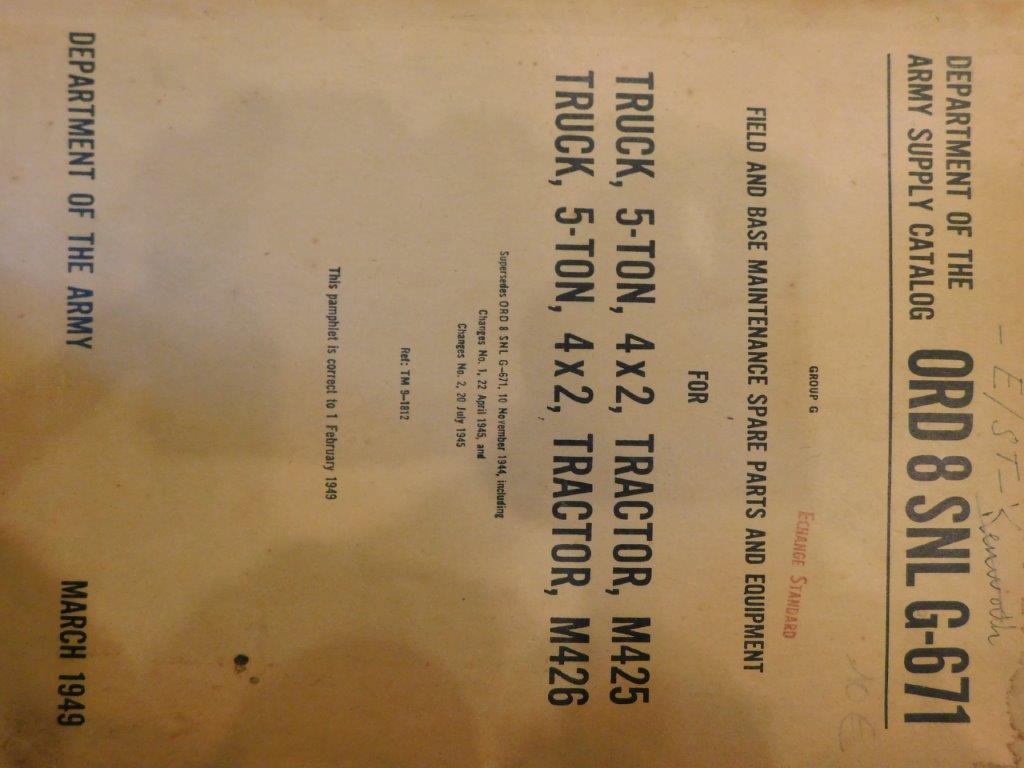 — E/ST — Kenworth
DEPARTMENT OF THE
ARMY SUPPLY CATALOG
ORD 8 SNL G-671
GROUP G
ECHANGE STANDARD
FIELD AND BASE MAINTENANCE SPARE PARTS AND EQUIPMENT
FOR
TRUCK, 5-TON, 4x2, TRACTOR, M425
TRUCK, 5-TON, 4x2, TRACTOR, M426
Supersedes ORD 8 SNL G-671, 10 November 1944, including
Changes No. 1, 22 April 1945, and
Changes No. 2, 20 July 1945
Ref: TM 9-1812
This pamphlet is correct to 1 February 1949
DEPARTMENT OF THE ARMY
MARCH 1949